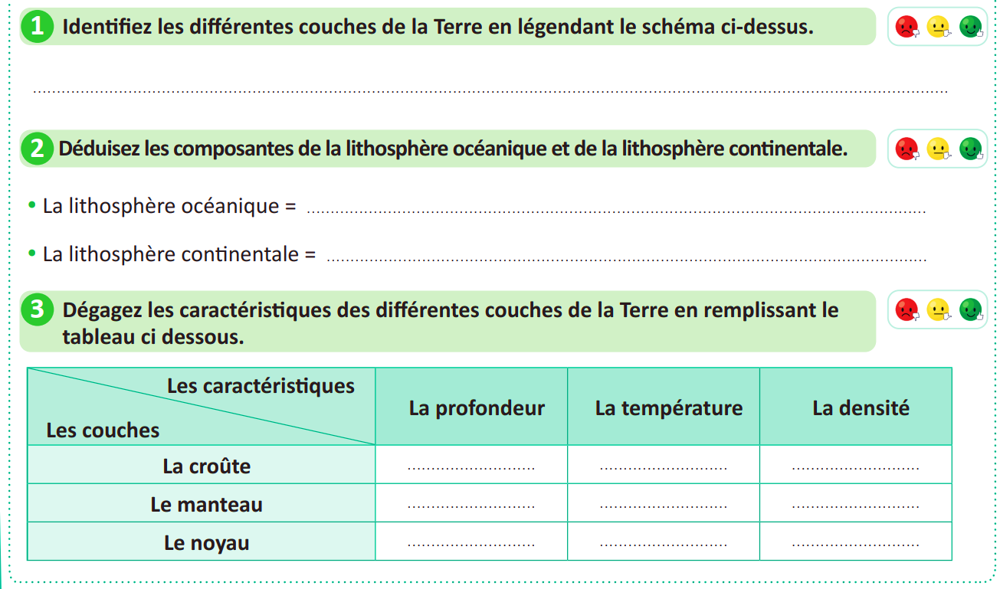 1 Identifiez les différentes couches de la Terre en légendant le schéma ci-dessus.
2 Déduisez les composantes de la lithosphère océanique et de la lithosphère continentale.
• La lithosphère océanique =
• La lithosphère continentale =
3 Dégagez les caractéristiques des différentes couches de la Terre en remplissant le
tableau ci dessous.
Les caractéristiques
Les couches
La profondeur
La température
La densité
La croûte
Le manteau
Le noyau